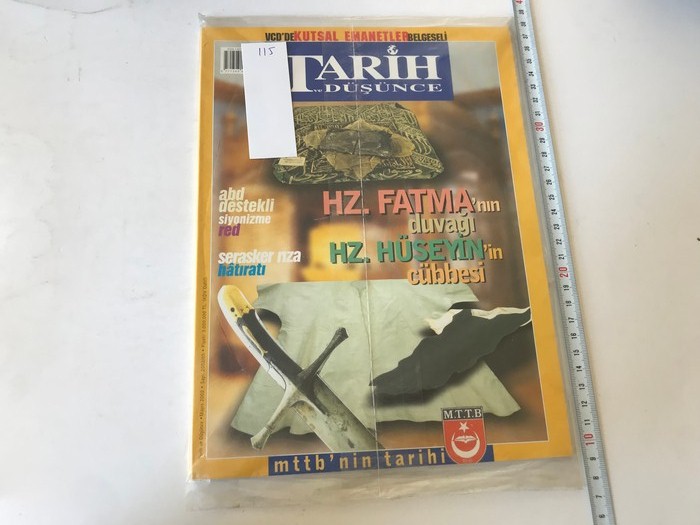 VCD'DE KUTSAL EMANETLER BELGESELİ
115
TARİH
ve DÜŞÜNCE
HZ. FATMA'nın
duvağı
HZ. HÜSEYİN'in
cübbesi
abd
destekli
siyonizme
red
serasker rıza
hâtıratı
M.T.T.B
mttb'nin tarihi